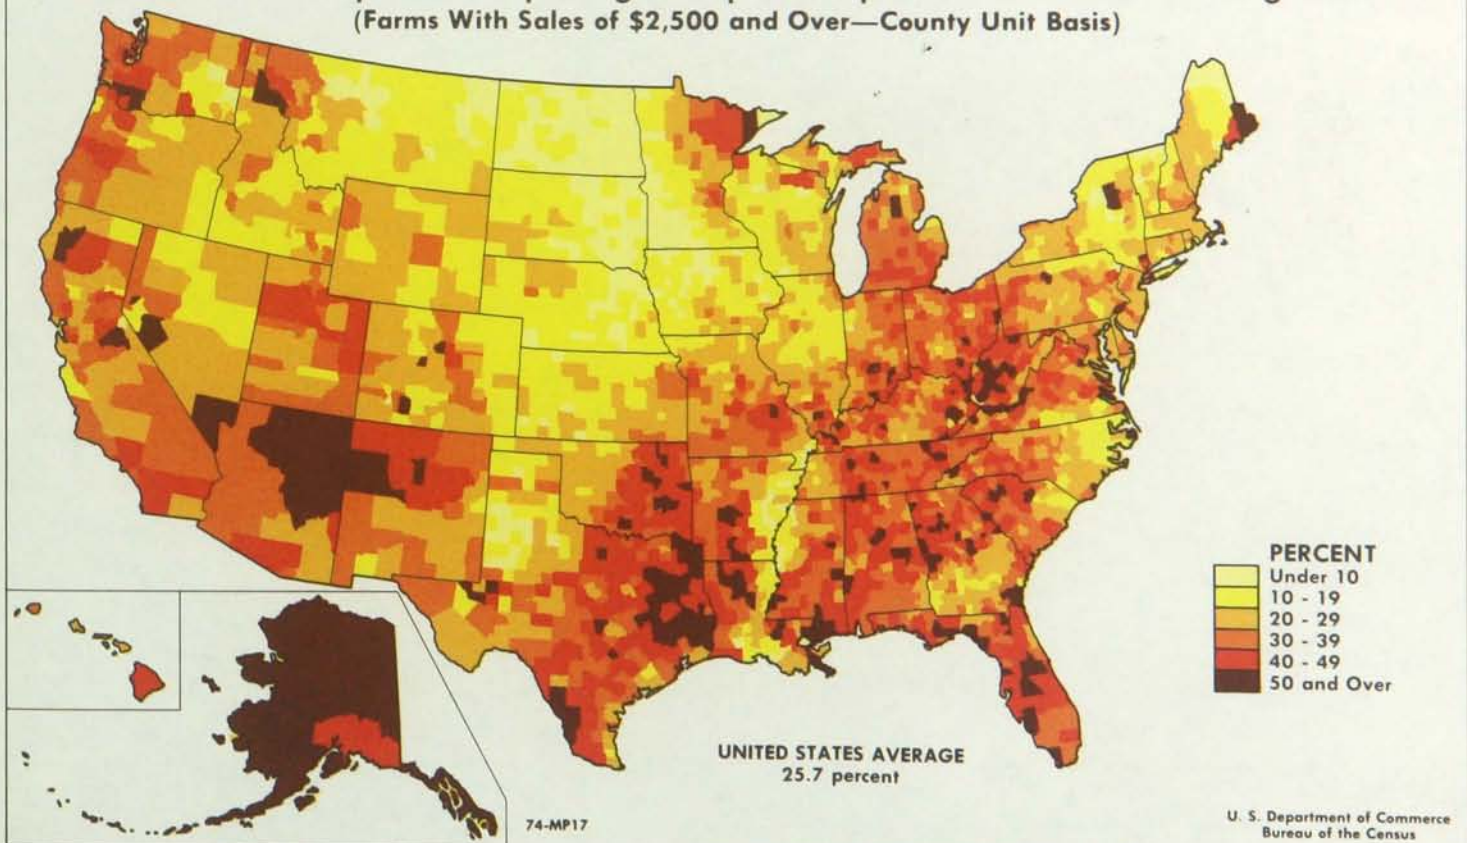 (Farms With Sales of $2,500 and Over—County Unit Basis)
PERCENT
Under 10
10 - 19
20 - 29
30 - 39
40 - 49
50 and Over
UNITED STATES AVERAGE
25.7 percent
74-MP17
U. S. Department of Commerce
Bureau of the Census